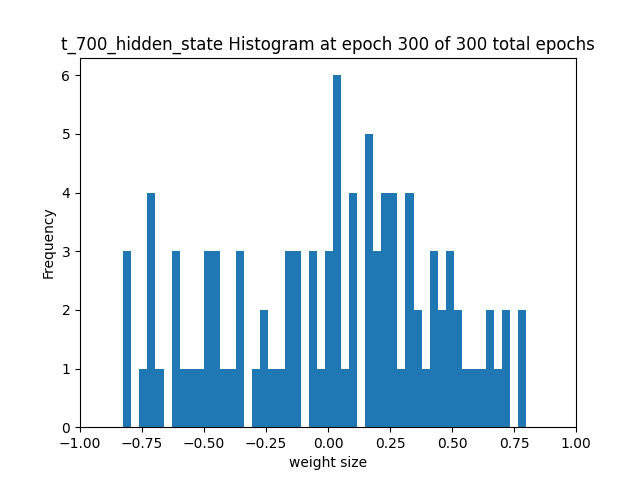 t_700_hidden_state Histogram at epoch 300 of 300 total epochs
6
5
4
3
2
1
0
Frequency
−1.00 −0.75 −0.50 −0.25 0.00 0.25 0.50 0.75 1.00
weight size